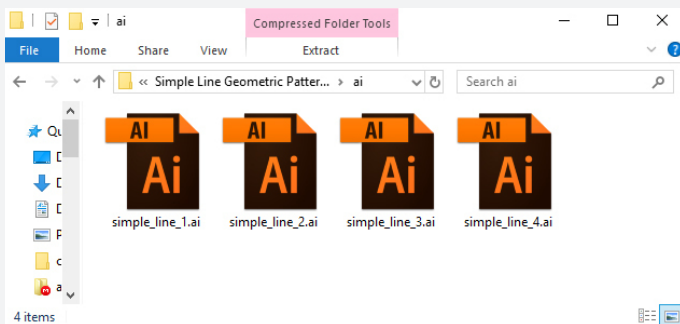 ai
Compressed Folder Tools
File
Home
Share
View
Extract
« Simple Line Geometric Patter... › ai
Search ai
AI
Ai
AI
Ai
AI
Ai
AI
Ai
simple_line_1.ai
simple_line_2.ai
simple_line_3.ai
simple_line_4.ai
4 items